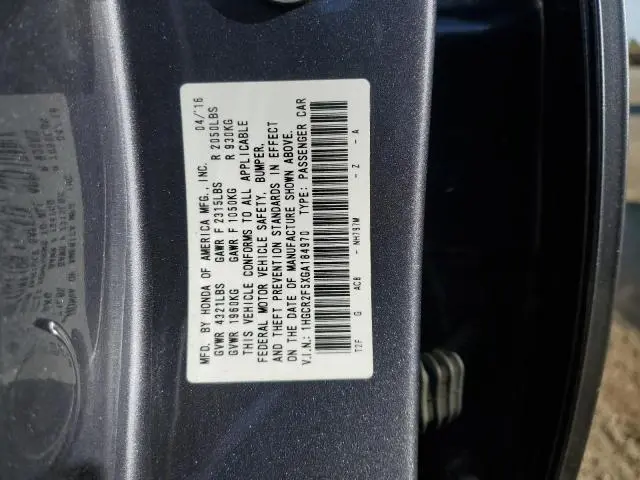 MFD. BY HONDA OF AMERICA MFG., INC. 04/'16
GVWR 4321LBS GAWR F 2315LBS R 2050LBS
GVWR 1960KG GAWR F 1050KG R 930KG
THIS VEHICLE CONFORMS TO ALL APPLICABLE
FEDERAL MOTOR VEHICLE SAFETY, BUMPER,
AND THEFT PREVENTION STANDARDS IN EFFECT
ON THE DATE OF MANUFACTURE SHOWN ABOVE.
V.I.N.: 1HGCR2F5XGA184970 TYPE: PASSENGER CAR
T2F G ACB - NH797M - Z - A